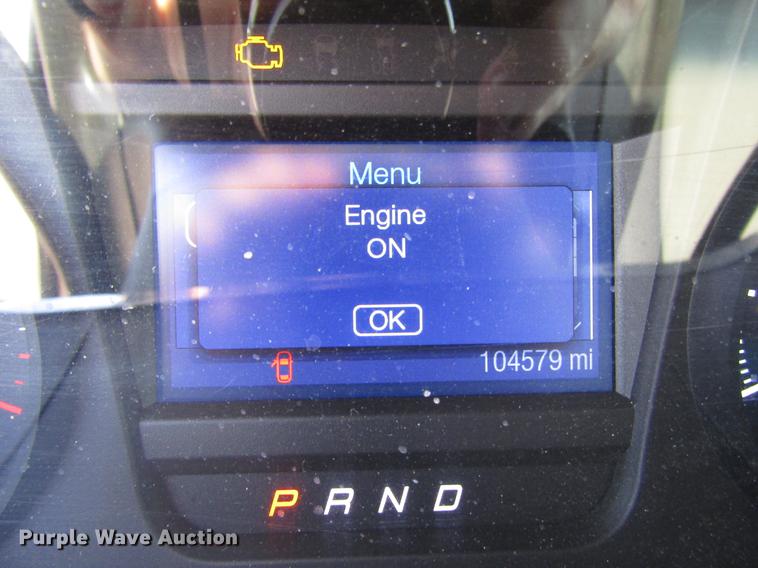 Menu
Engine
ON
OK
104579 mi
P R N D
Purple Wave Auction